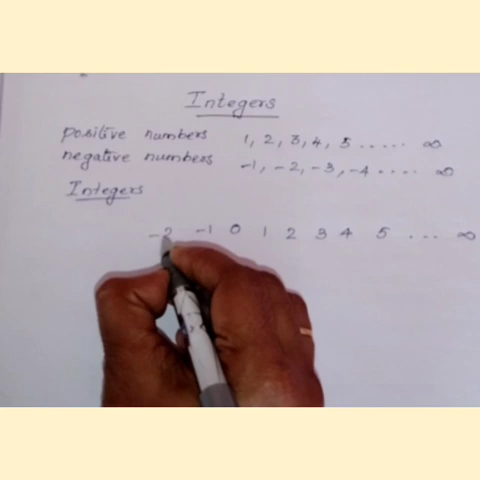 Integers
positive numbers 1, 2, 3, 4, 5 ..... ∞
negative numbers -1, -2, -3, -4 .... ∞
Integers
-2 -1 0 1 2 3 4 5 ... ∞